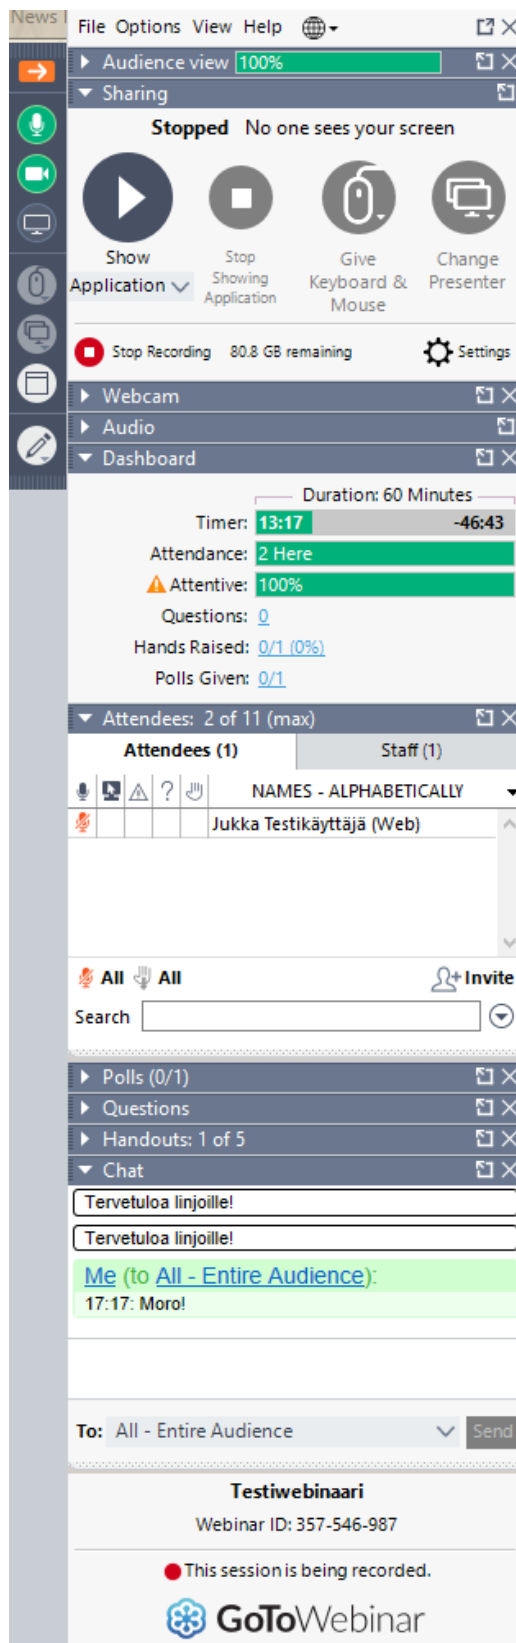 News
File Options View Help
Audience view 100%
Sharing
Stopped No one sees your screen
Show
Application
Stop
Showing
Application
Give
Keyboard &
Mouse
Change
Presenter
Stop Recording 80.8 GB remaining Settings
Webcam
Audio
Dashboard
Duration: 60 Minutes
Timer: 13:17 -46:43
Attendance: 2 Here
Attentive: 100%
Questions: 0
Hands Raised: 0/1 (0%)
Polls Given: 0/1
Attendees: 2 of 11 (max)
Attendees (1) Staff (1)
? NAMES - ALPHABETICALLY
Jukka Testikäyttäjä (Web)
All All Invite
Search
Polls (0/1)
Questions
Handouts: 1 of 5
Chat
Tervetuloa linjoille!
Tervetuloa linjoille!
Me (to All - Entire Audience):
17:17: Moro!
To: All - Entire Audience Send
Testiwebinaari
Webinar ID: 357-546-987
This session is being recorded.
GoToWebinar